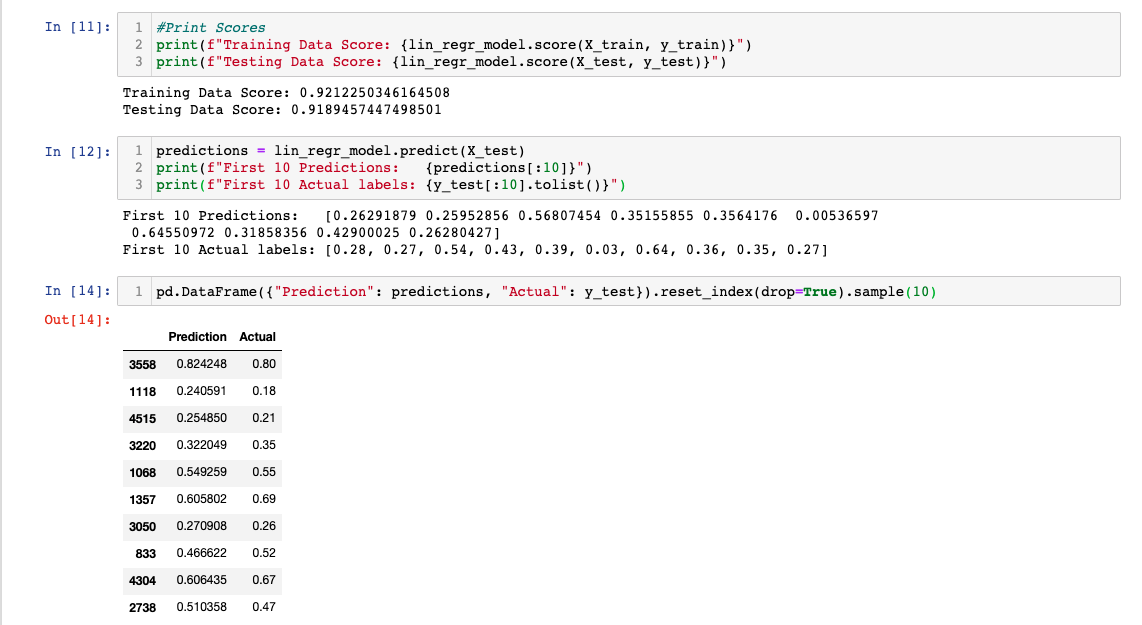 In [11]:
1 #Print Scores
2 print(f"Training Data Score: {lin_regr_model.score(X_train, y_train)}")
3 print(f"Testing Data Score: {lin_regr_model.score(X_test, y_test)}")
Training Data Score: 0.9212250346164508
Testing Data Score: 0.9189457447498501
In [12]:
1 predictions = lin_regr_model.predict(X_test)
2 print(f"First 10 Predictions:   {predictions[:10]}")
3 print(f"First 10 Actual labels: {y_test[:10].tolist()}")
First 10 Predictions:   [0.26291879 0.25952856 0.56807454 0.35155855 0.3564176  0.00536597
0.64550972 0.31858356 0.42900025 0.26280427]
First 10 Actual labels: [0.28, 0.27, 0.54, 0.43, 0.39, 0.03, 0.64, 0.36, 0.35, 0.27]
In [14]:
1 pd.DataFrame({"Prediction": predictions, "Actual": y_test}).reset_index(drop=True).sample(10)
Out[14]:
Prediction Actual
3558 0.824248 0.80
1118 0.240591 0.18
4515 0.254850 0.21
3220 0.322049 0.35
1068 0.549259 0.55
1357 0.605802 0.69
3050 0.270908 0.26
833 0.466622 0.52
4304 0.606435 0.67
2738 0.510358 0.47